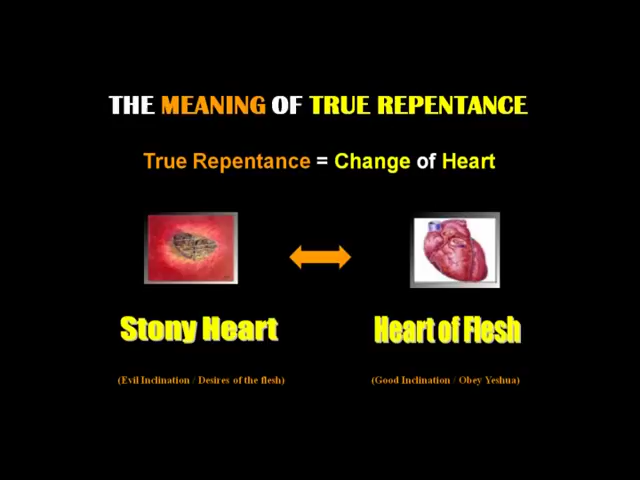 THE MEANING OF TRUE REPENTANCE
True Repentance = Change of Heart
Stony Heart
Heart of Flesh
(Evil Inclination / Desires of the flesh)
(Good Inclination / Obey Yeshua)